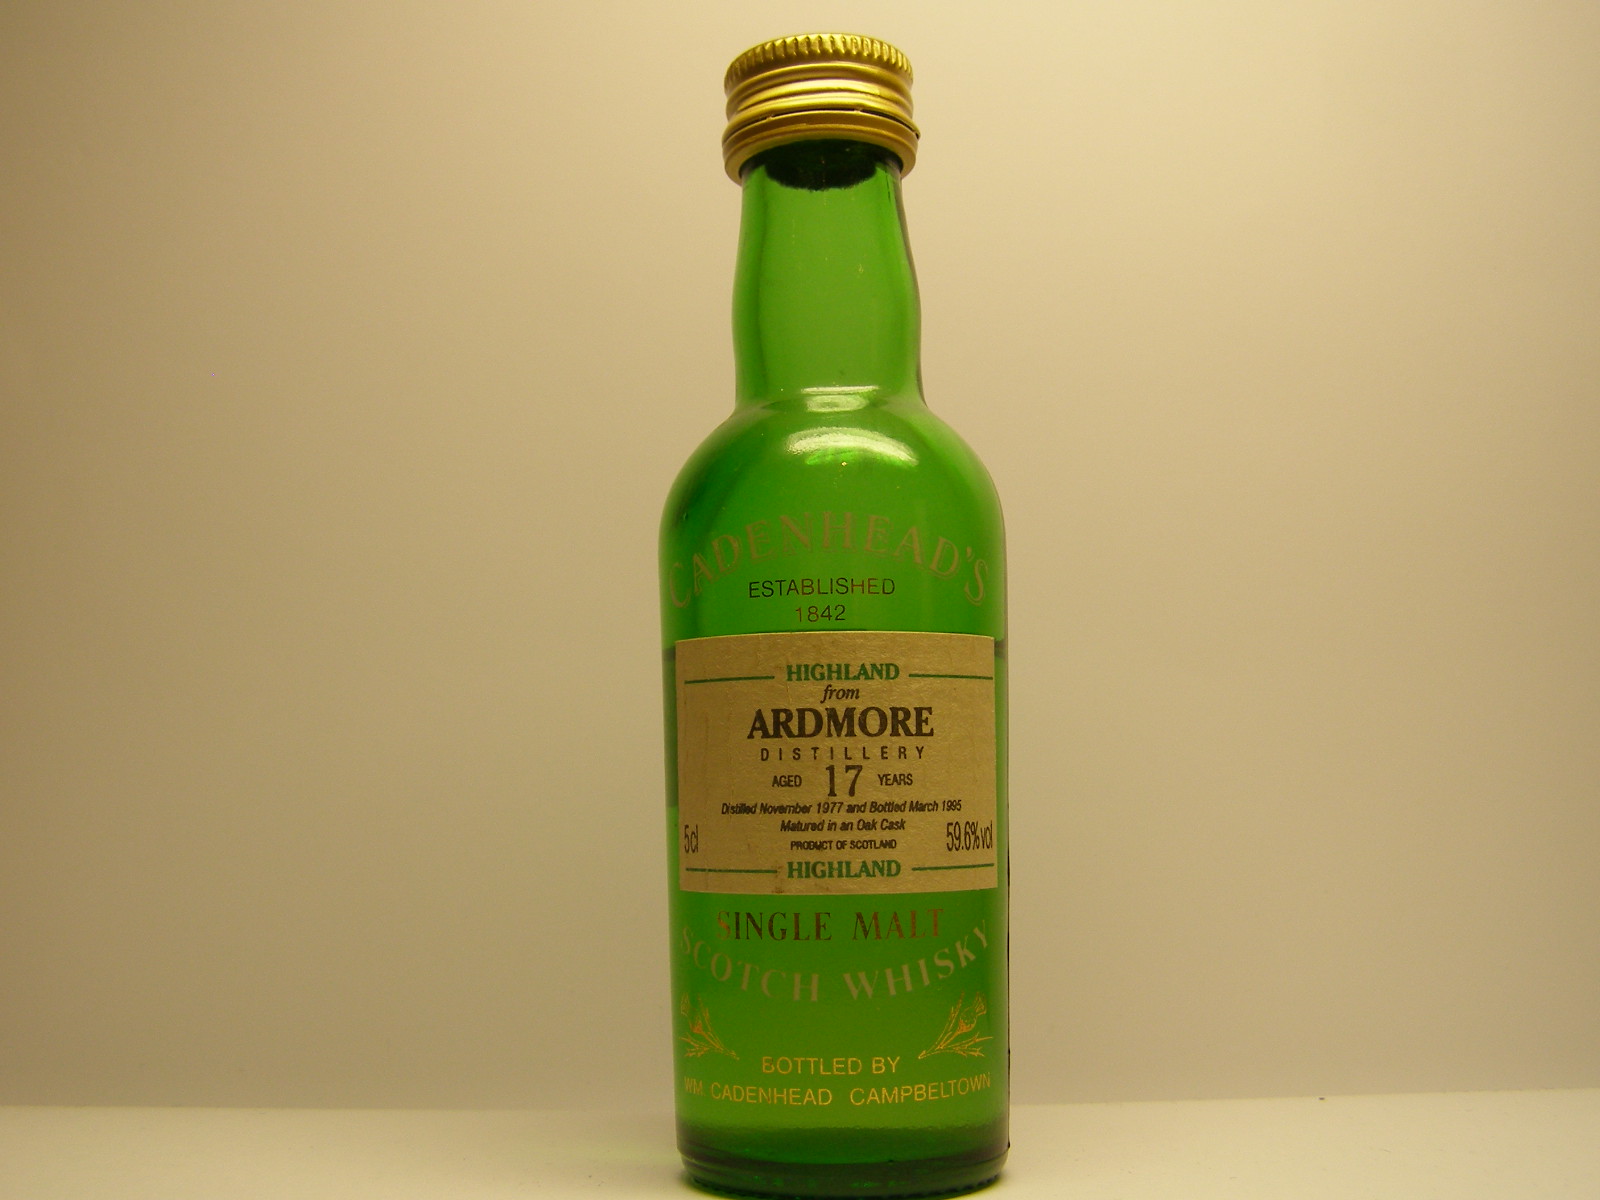 CADENHEAD'S
ESTABLISHED
1842
HIGHLAND
from
ARDMORE
DISTILLERY
AGED 17 YEARS
Distilled November 1977 and Bottled March 1995
Matured in an Oak Cask
5cl PRODUCT OF SCOTLAND 59.6%vol
HIGHLAND
SINGLE MALT
SCOTCH WHISKY
BOTTLED BY
WM. CADENHEAD CAMPBELTOWN